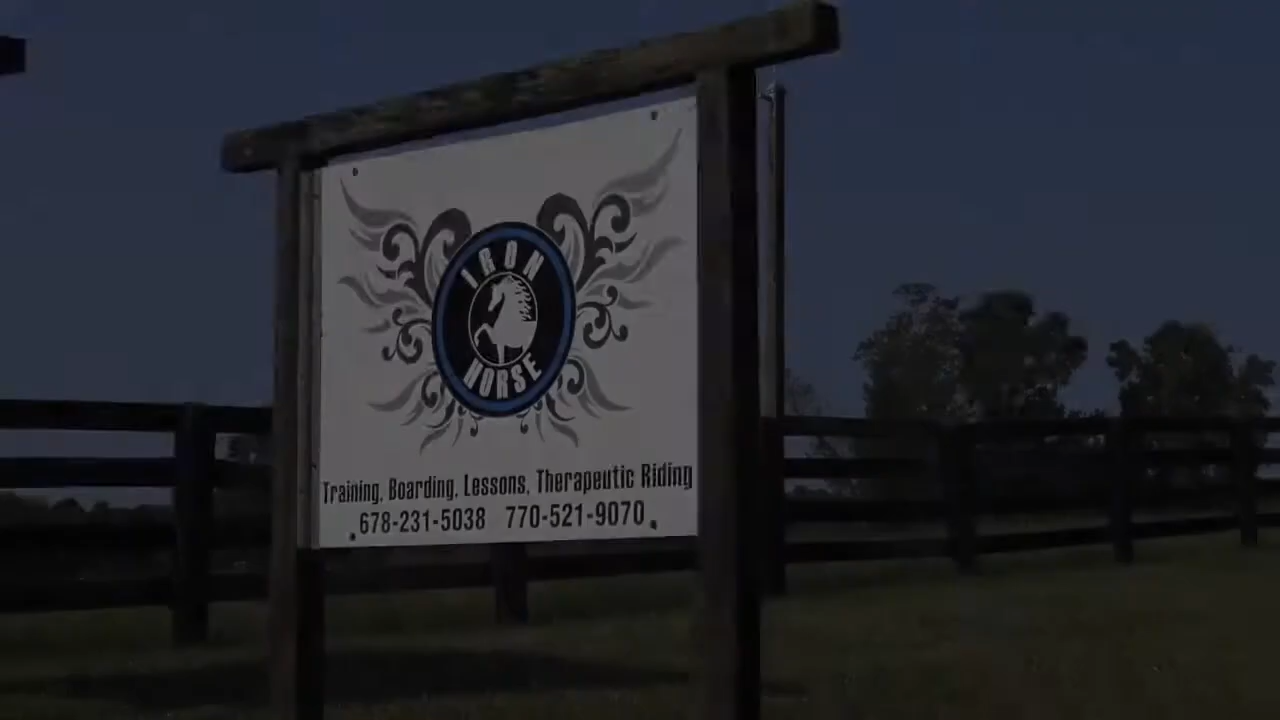 IRON
HORSE
Training, Boarding, Lessons, Therapeutic Riding
678-231-5038 770-521-9070